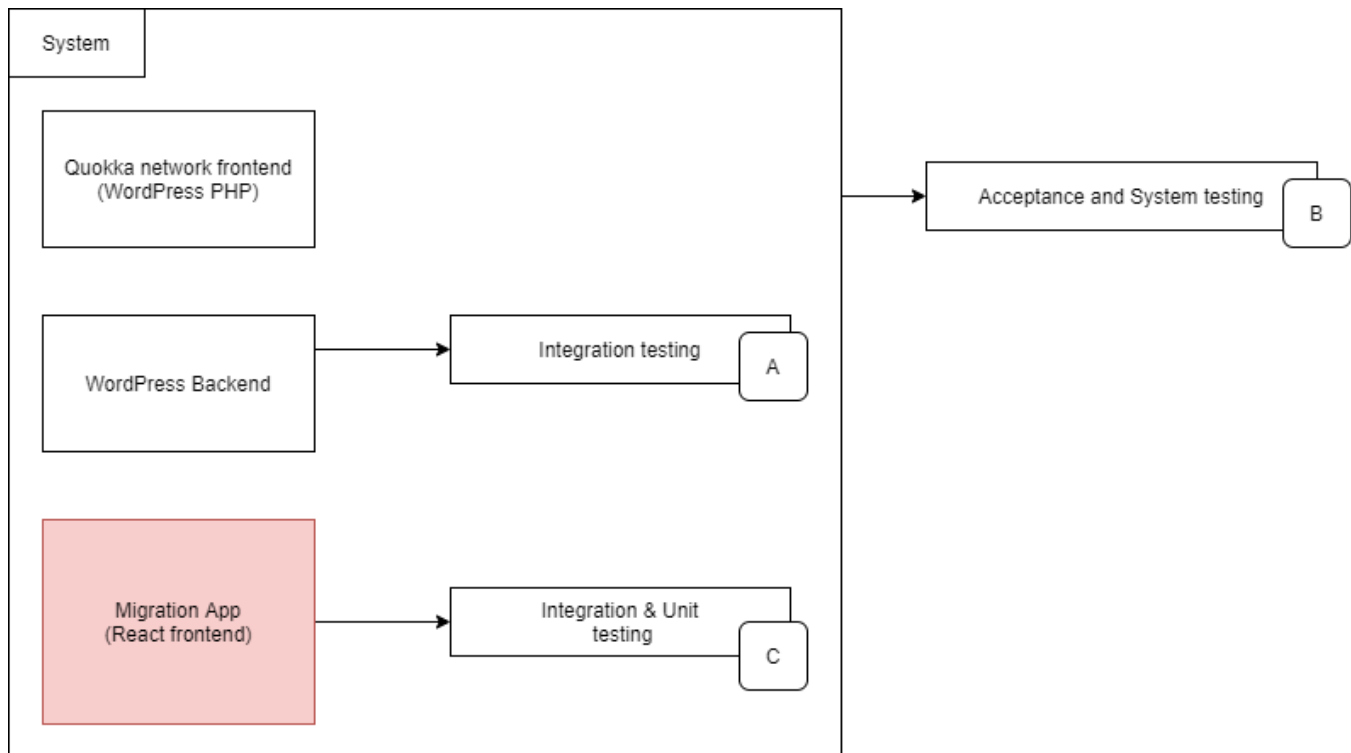 System
Quokka network frontend
(WordPress PHP)
Acceptance and System testing
B
WordPress Backend
Integration testing
A
Migration App
(React frontend)
Integration & Unit
testing
C